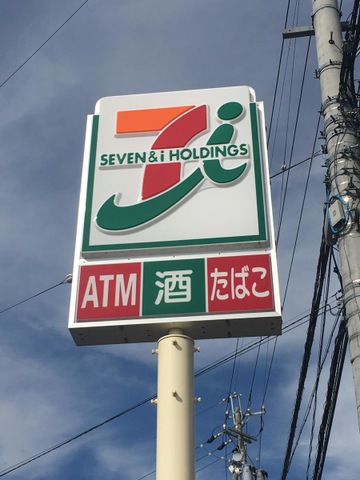 7i
SEVEN & i HOLDINGS
ATM 酒 たばこ